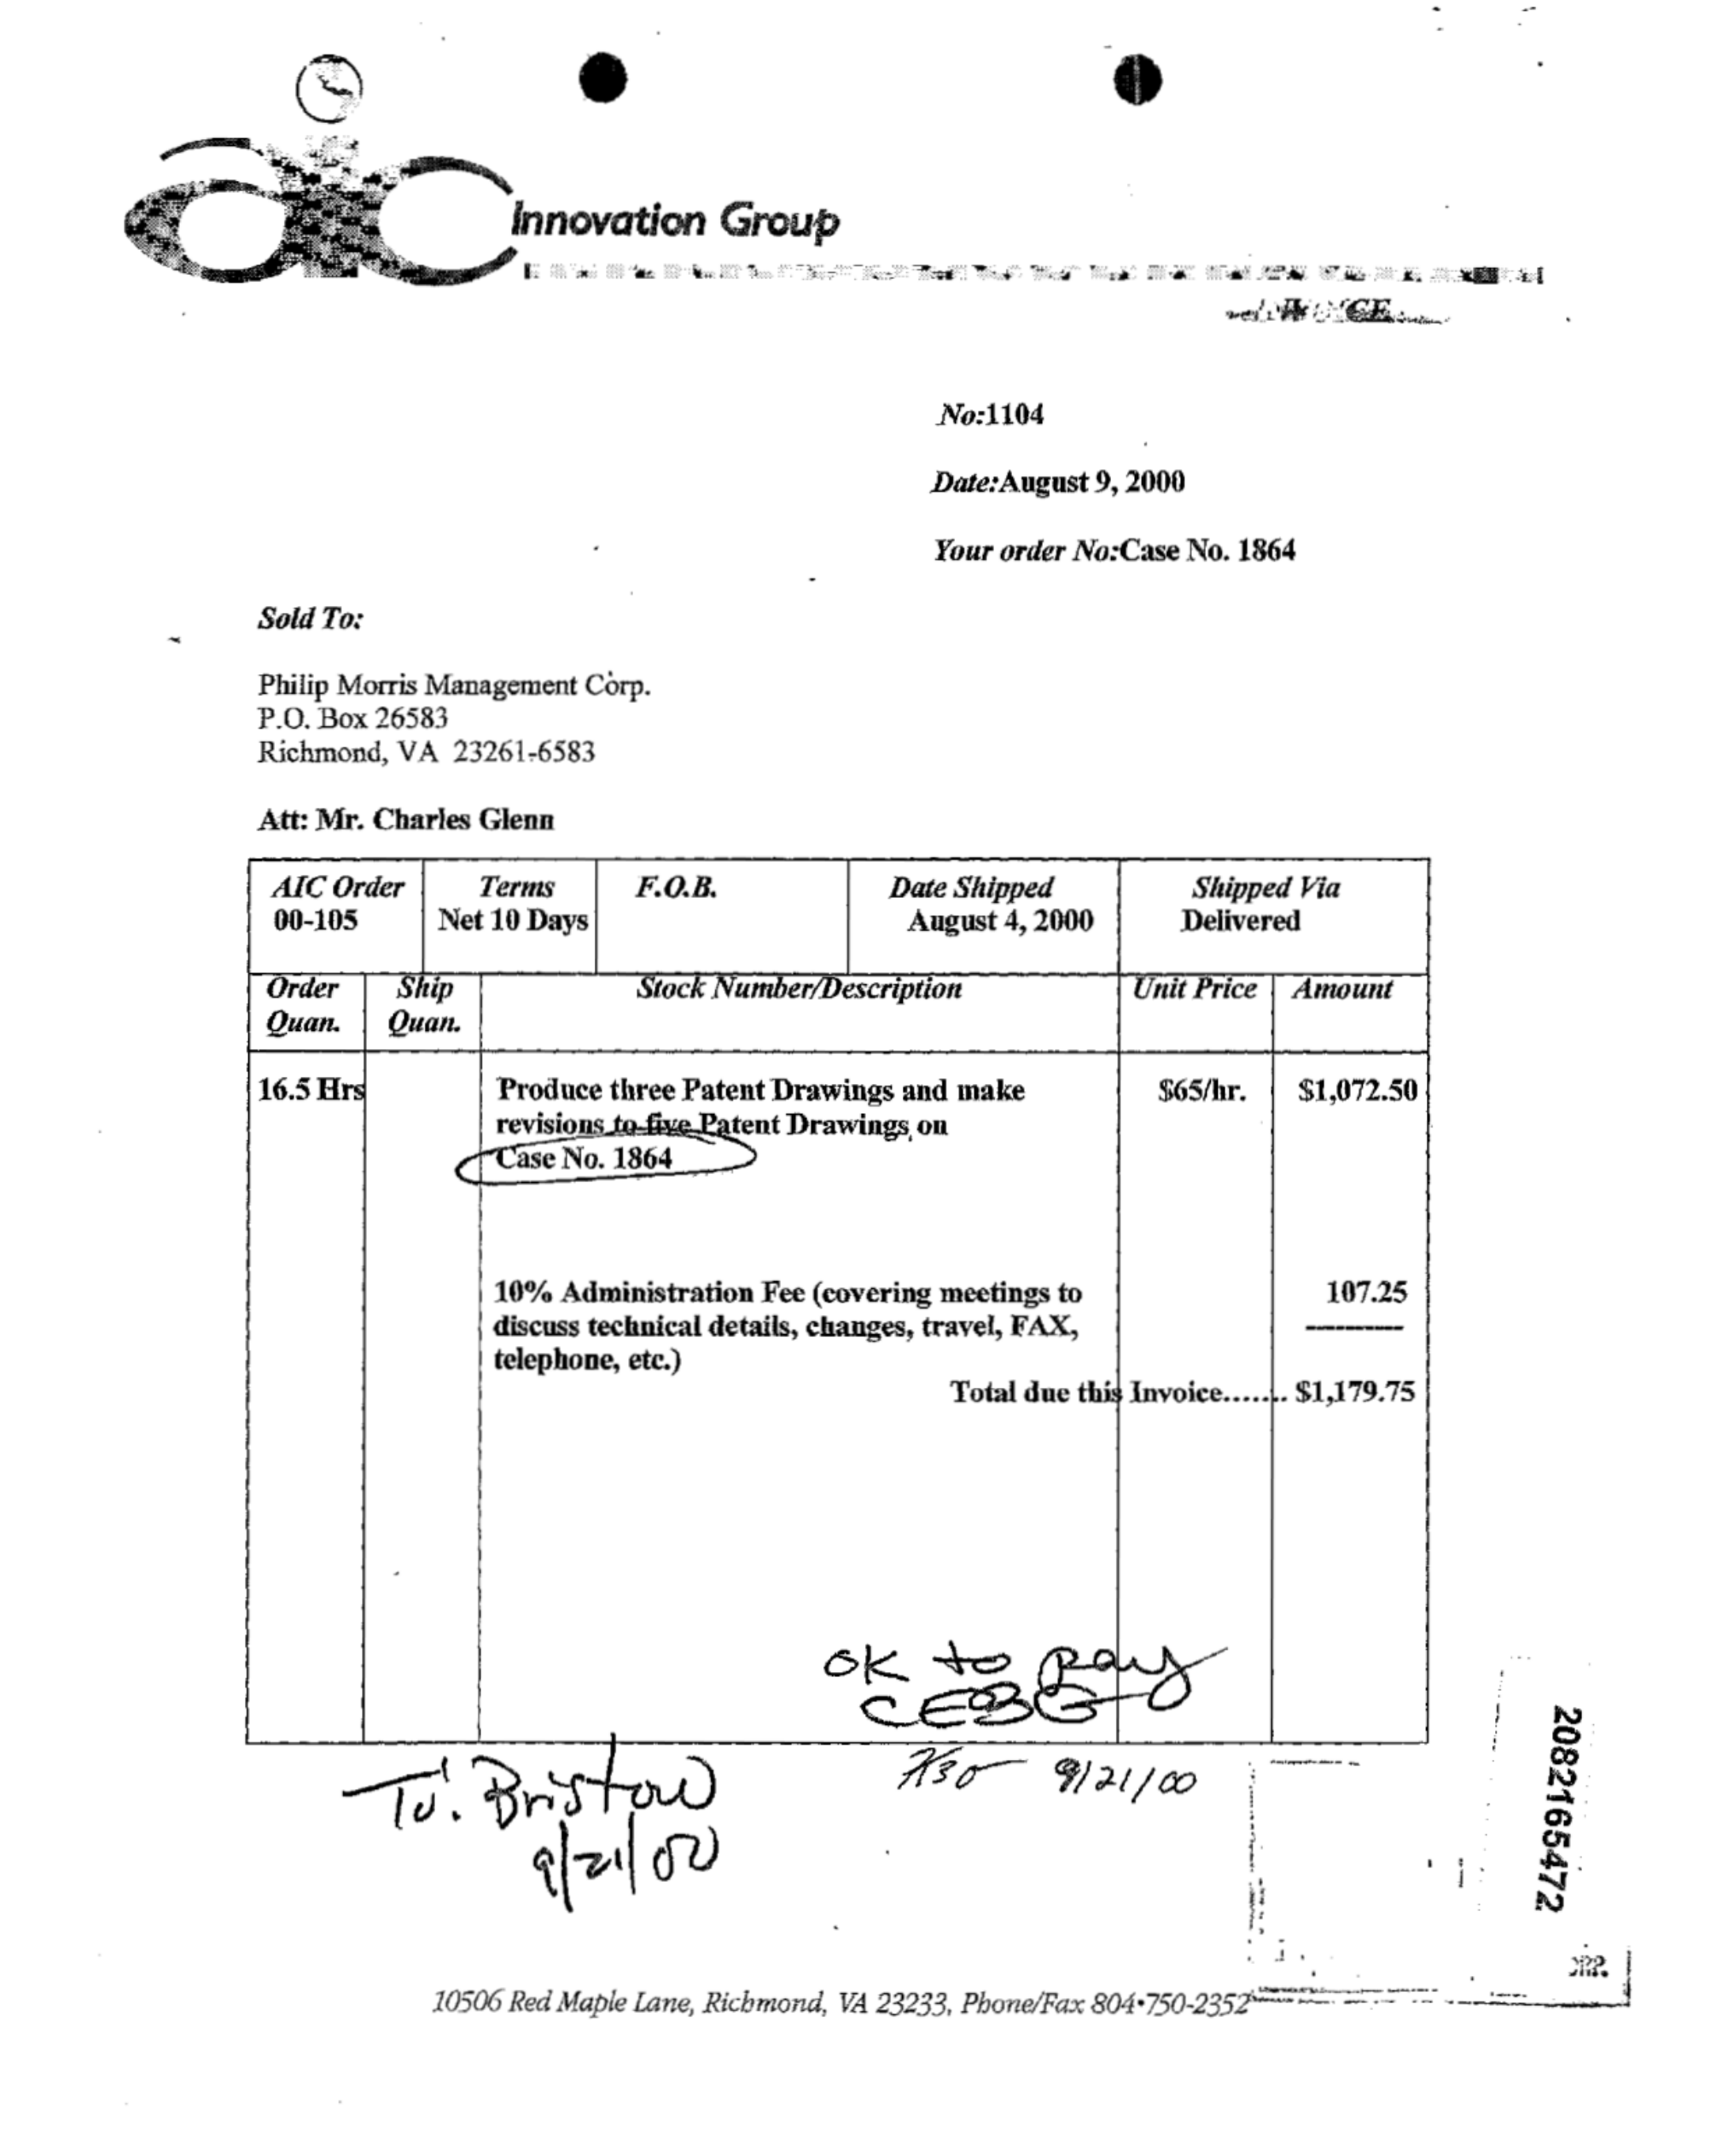 aic Innovation Group
No:1104
Date:August 9, 2000
Your order No:Case No. 1864
Sold To:
Philip Morris Management Corp.
P.O. Box 26583
Richmond, VA 23261-6583
Att: Mr. Charles Glenn
AIC Order Terms F.O.B. Date Shipped Shipped Via
00-105 Net 10 Days August 4, 2000 Delivered
Order Ship Stock Number/Description Unit Price Amount
Quan. Quan.
16.5 Hrs Produce three Patent Drawings and make $65/hr. $1,072.50
revisions to five Patent Drawings on
Case No. 1864
10% Administration Fee (covering meetings to 107.25
discuss technical details, changes, travel, FAX, ----------
telephone, etc.)
Total due this Invoice....... $1,179.75
OK to pay
CEBG
To: Bristow 9/21/00
9/21/00
2082165472
10506 Red Maple Lane, Richmond, VA 23233, Phone/Fax 804•750-2352